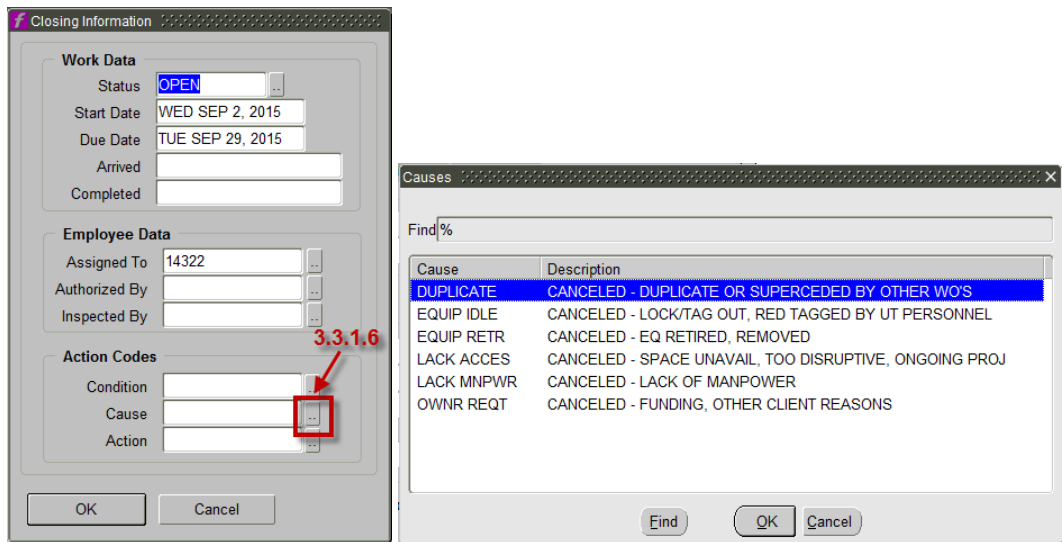 Closing Information
Work Data
Status OPEN ..
Start Date WED SEP 2, 2015
Due Date TUE SEP 29, 2015
Arrived
Completed
Employee Data
Assigned To 14322 ..
Authorized By ..
Inspected By ..
3.3.1.6
Action Codes
Condition ..
Cause ..
Action ..
OK Cancel
Causes X
Find %
Cause Description
DUPLICATE CANCELED - DUPLICATE OR SUPERCEDED BY OTHER WO'S
EQUIP IDLE CANCELED - LOCK/TAG OUT, RED TAGGED BY UT PERSONNEL
EQUIP RETR CANCELED - EQ RETIRED, REMOVED
LACK ACCES CANCELED - SPACE UNAVAIL, TOO DISRUPTIVE, ONGOING PROJ
LACK MNPWR CANCELED - LACK OF MANPOWER
OWNR REQT CANCELED - FUNDING, OTHER CLIENT REASONS
Find OK Cancel